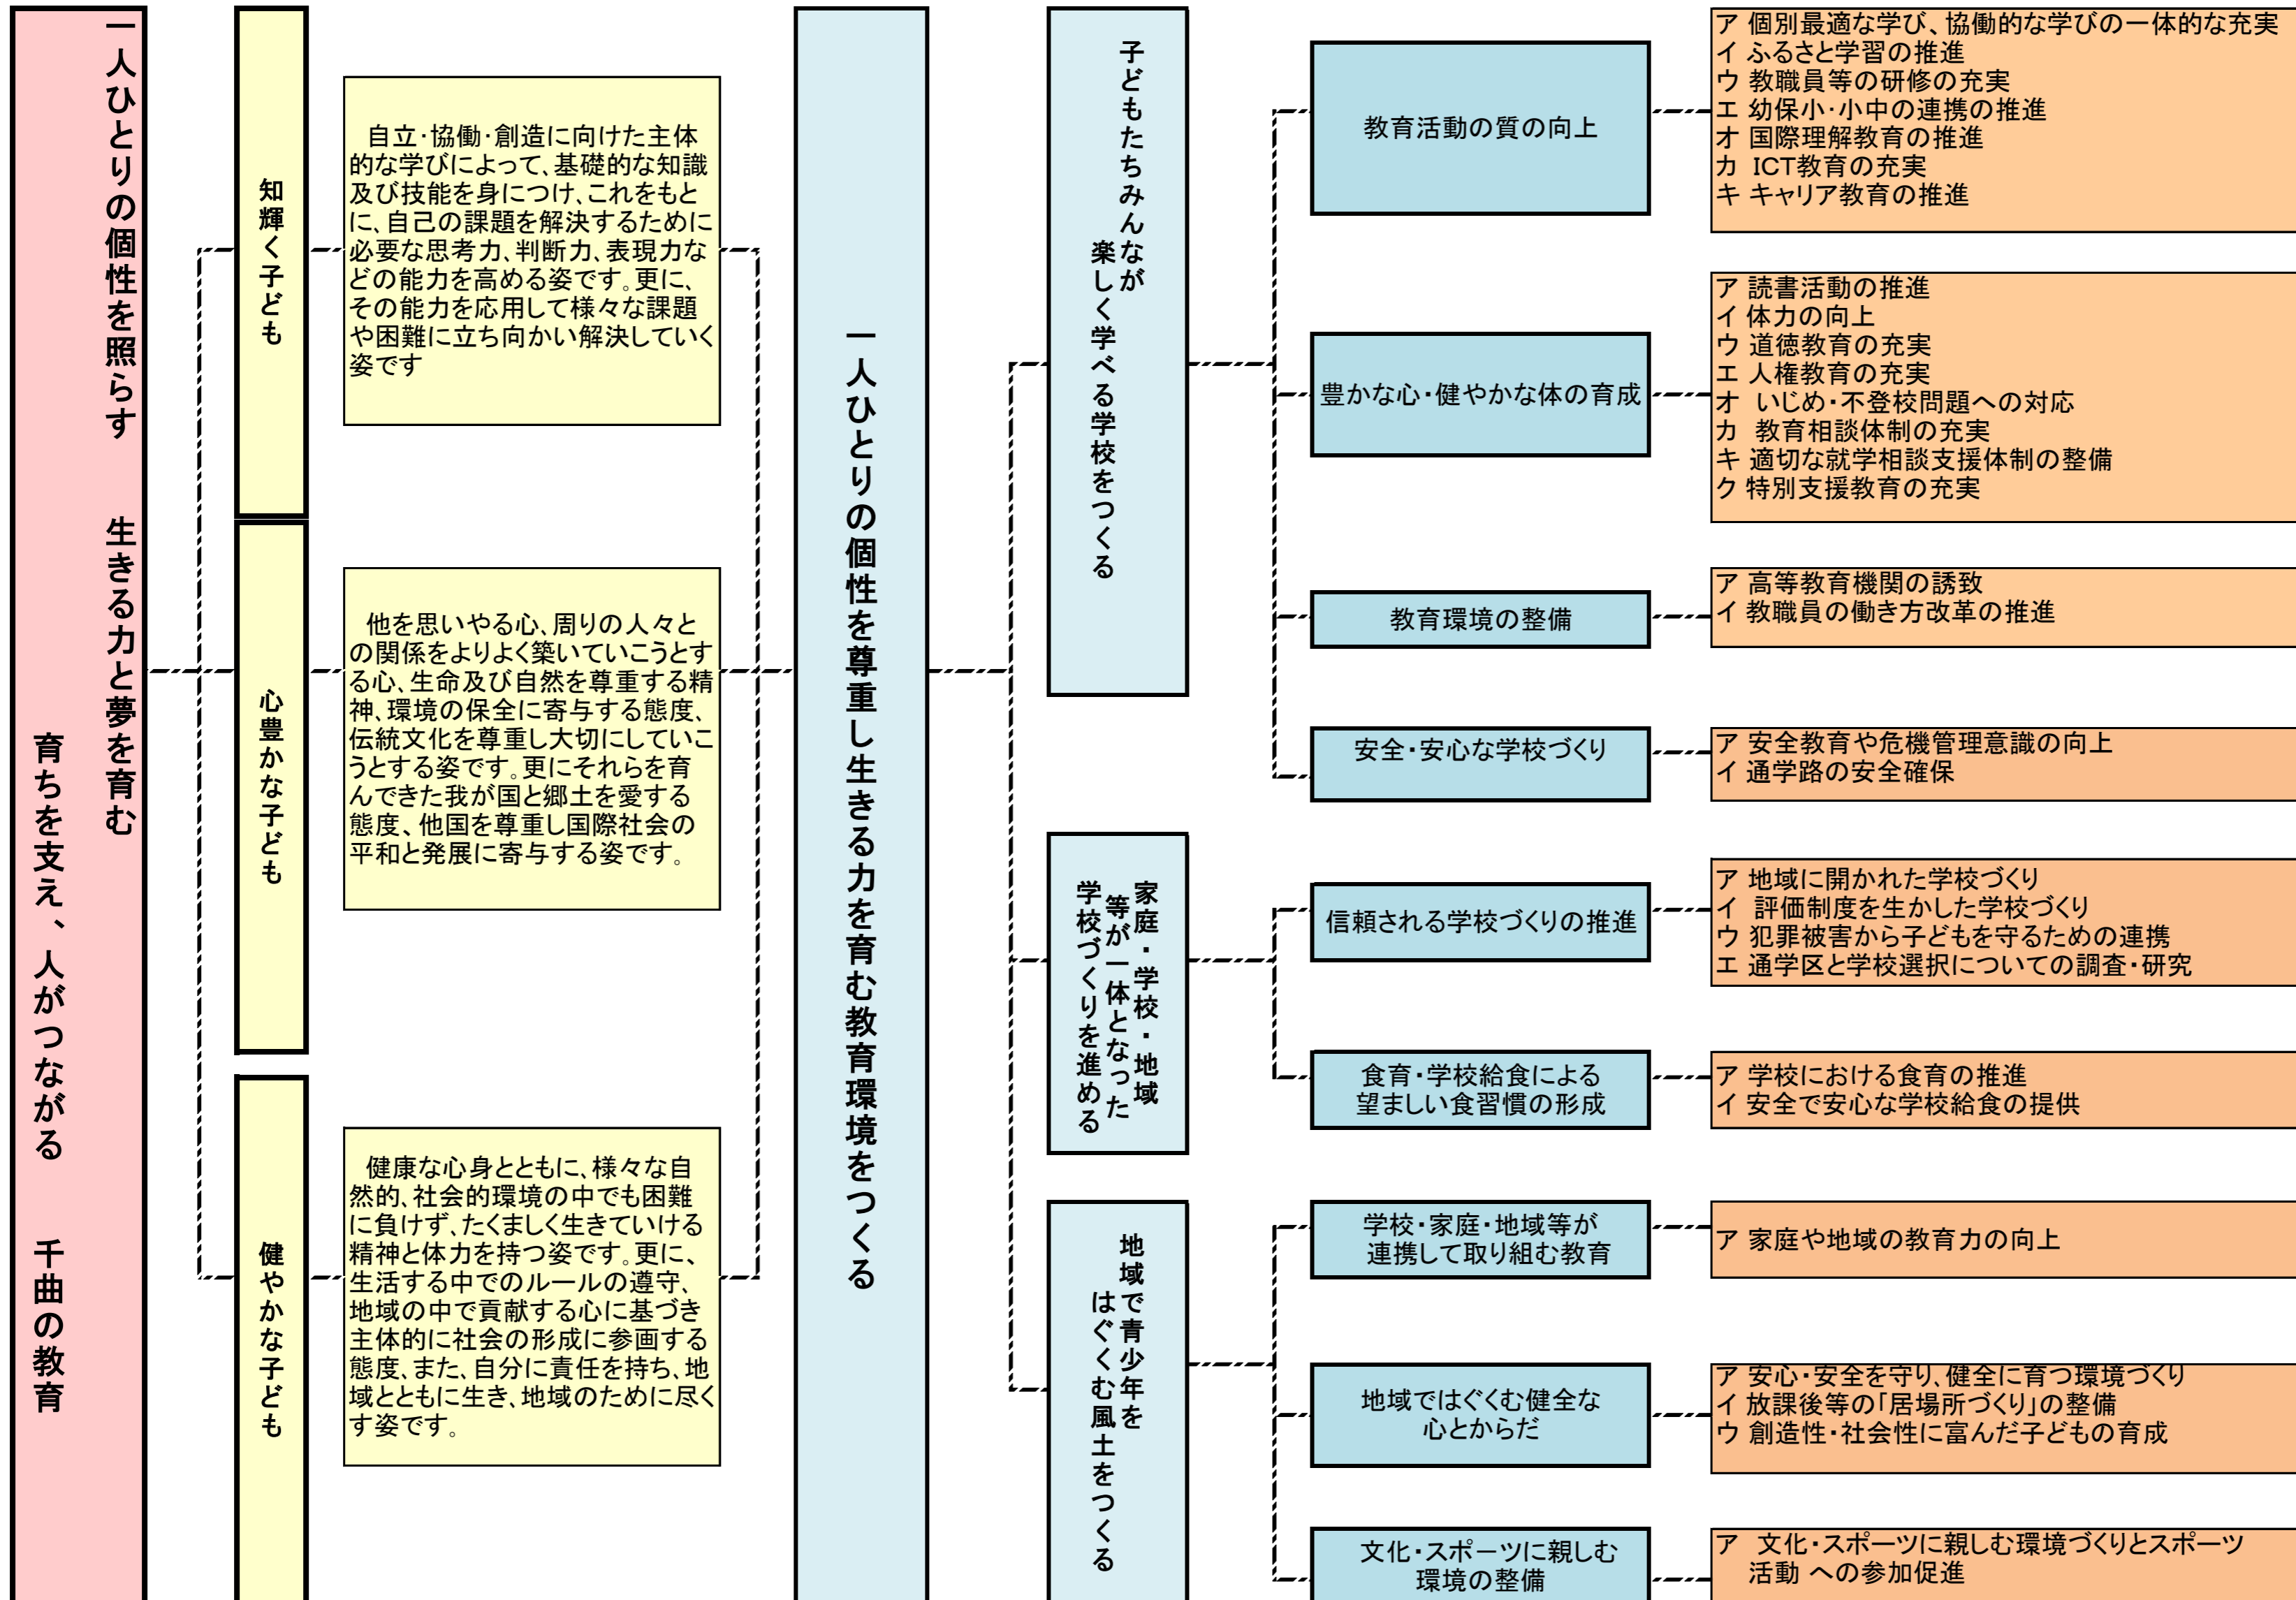 一人ひとりの個性を照らす　生きる力と夢を育む
育ちを支え、人がつながる　千曲の教育
知輝く子ども
自立・協働・創造に向けた主体
的な学びによって、基礎的な知識
及び技能を身につけ、これをもと
に、自己の課題を解決するために
必要な思考力、判断力、表現力な
どの能力を高める姿です。更に、
その能力を応用して様々な課題
や困難に立ち向かい解決していく
姿です
心豊かな子ども
他を思いやる心、周りの人々と
の関係をよりよく築いていこうとす
る心、生命及び自然を尊重する精
神、環境の保全に寄与する態度、
伝統文化を尊重し大切にしていこ
うとする姿です。更にそれらを育
んできた我が国と郷土を愛する
態度、他国を尊重し国際社会の
平和と発展に寄与する姿です。
健やかな子ども
健康な心身とともに、様々な自
然的、社会的環境の中でも困難
に負けず、たくましく生きていける
精神と体力を持つ姿です。更に、
生活する中でのルールの遵守、
地域の中で貢献する心に基づき
主体的に社会の形成に参画する
態度、また、自分に責任を持ち、地
域とともに生き、地域のために尽く
す姿です。
一人ひとりの個性を尊重し生きる力を育む教育環境をつくる
子どもたちみんなが
楽しく学べる学校をつくる
教育活動の質の向上
ア 個別最適な学び、協働的な学びの一体的な充実
イ ふるさと学習の推進
ウ 教職員等の研修の充実
エ 幼保小・小中の連携の推進
オ 国際理解教育の推進
カ ICT教育の充実
キ キャリア教育の推進
豊かな心・健やかな体の育成
ア 読書活動の推進
イ 体力の向上
ウ 道徳教育の充実
エ 人権教育の充実
オ いじめ・不登校問題への対応
カ 教育相談体制の充実
キ 適切な就学相談支援体制の整備
ク 特別支援教育の充実
教育環境の整備
ア 高等教育機関の誘致
イ 教職員の働き方改革の推進
安全・安心な学校づくり
ア 安全教育や危機管理意識の向上
イ 通学路の安全確保
家庭・学校・地域
等が一体となった
学校づくりを進める
信頼される学校づくりの推進
ア 地域に開かれた学校づくり
イ 評価制度を生かした学校づくり
ウ 犯罪被害から子どもを守るための連携
エ 通学区と学校選択についての調査・研究
食育・学校給食による
望ましい食習慣の形成
ア 学校における食育の推進
イ 安全で安心な学校給食の提供
地域で青少年を
はぐくむ風土をつくる
学校・家庭・地域等が
連携して取り組む教育
ア 家庭や地域の教育力の向上
地域ではぐくむ健全な
心とからだ
ア 安心・安全を守り、健全に育つ環境づくり
イ 放課後等の「居場所づくり」の整備
ウ 創造性・社会性に富んだ子どもの育成
文化・スポーツに親しむ
環境の整備
ア 文化・スポーツに親しむ環境づくりとスポーツ
活動 への参加促進